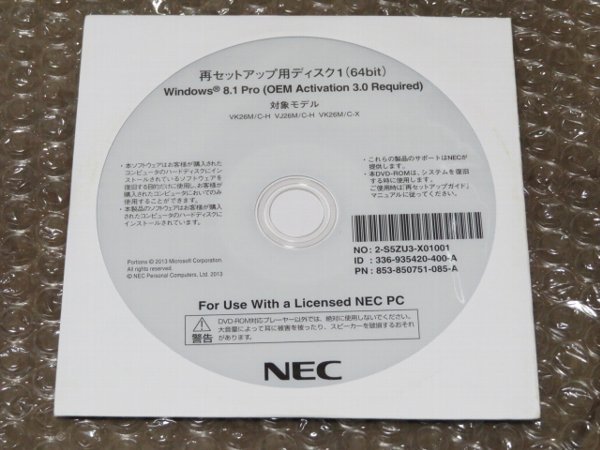 再セットアップ用ディスク1(64bit)
Windows® 8.1 Pro (OEM Activation 3.0 Required)
対象モデル
VK26M/C-H VJ26M/C-H VK26M/C-X
・本ソフトウェアはお客様が購入された
コンピュータのハードディスクにイン
ストールされているソフトウェアを
復旧する目的だけに使用し、お客様が購入
されたコンピュータにおいてのみ
使用することができます。
・本製品のソフトウェアはお客様が購入
されたコンピュータのハードディスクに
インストールされています。
Portions © 2013 Microsoft Corporation.
All rights reserved.
© NEC Personal Computers, Ltd. 2013
・これらの製品のサポートはNECが
提供します。
・本DVD-ROMは、システムを復旧
する時に使用します。
ご使用時は「再セットアップガイド」
マニュアルに従ってください。
NO : 2-S5ZU3-X01001
ID : 336-935420-400-A
PN : 853-850751-085-A
For Use With a Licensed NEC PC
警告
DVD-ROM対応プレーヤー以外では、絶対に使用しないでください。
大音量によって耳に被害を被ったり、スピーカーを破損するおそれ
があります。
NEC